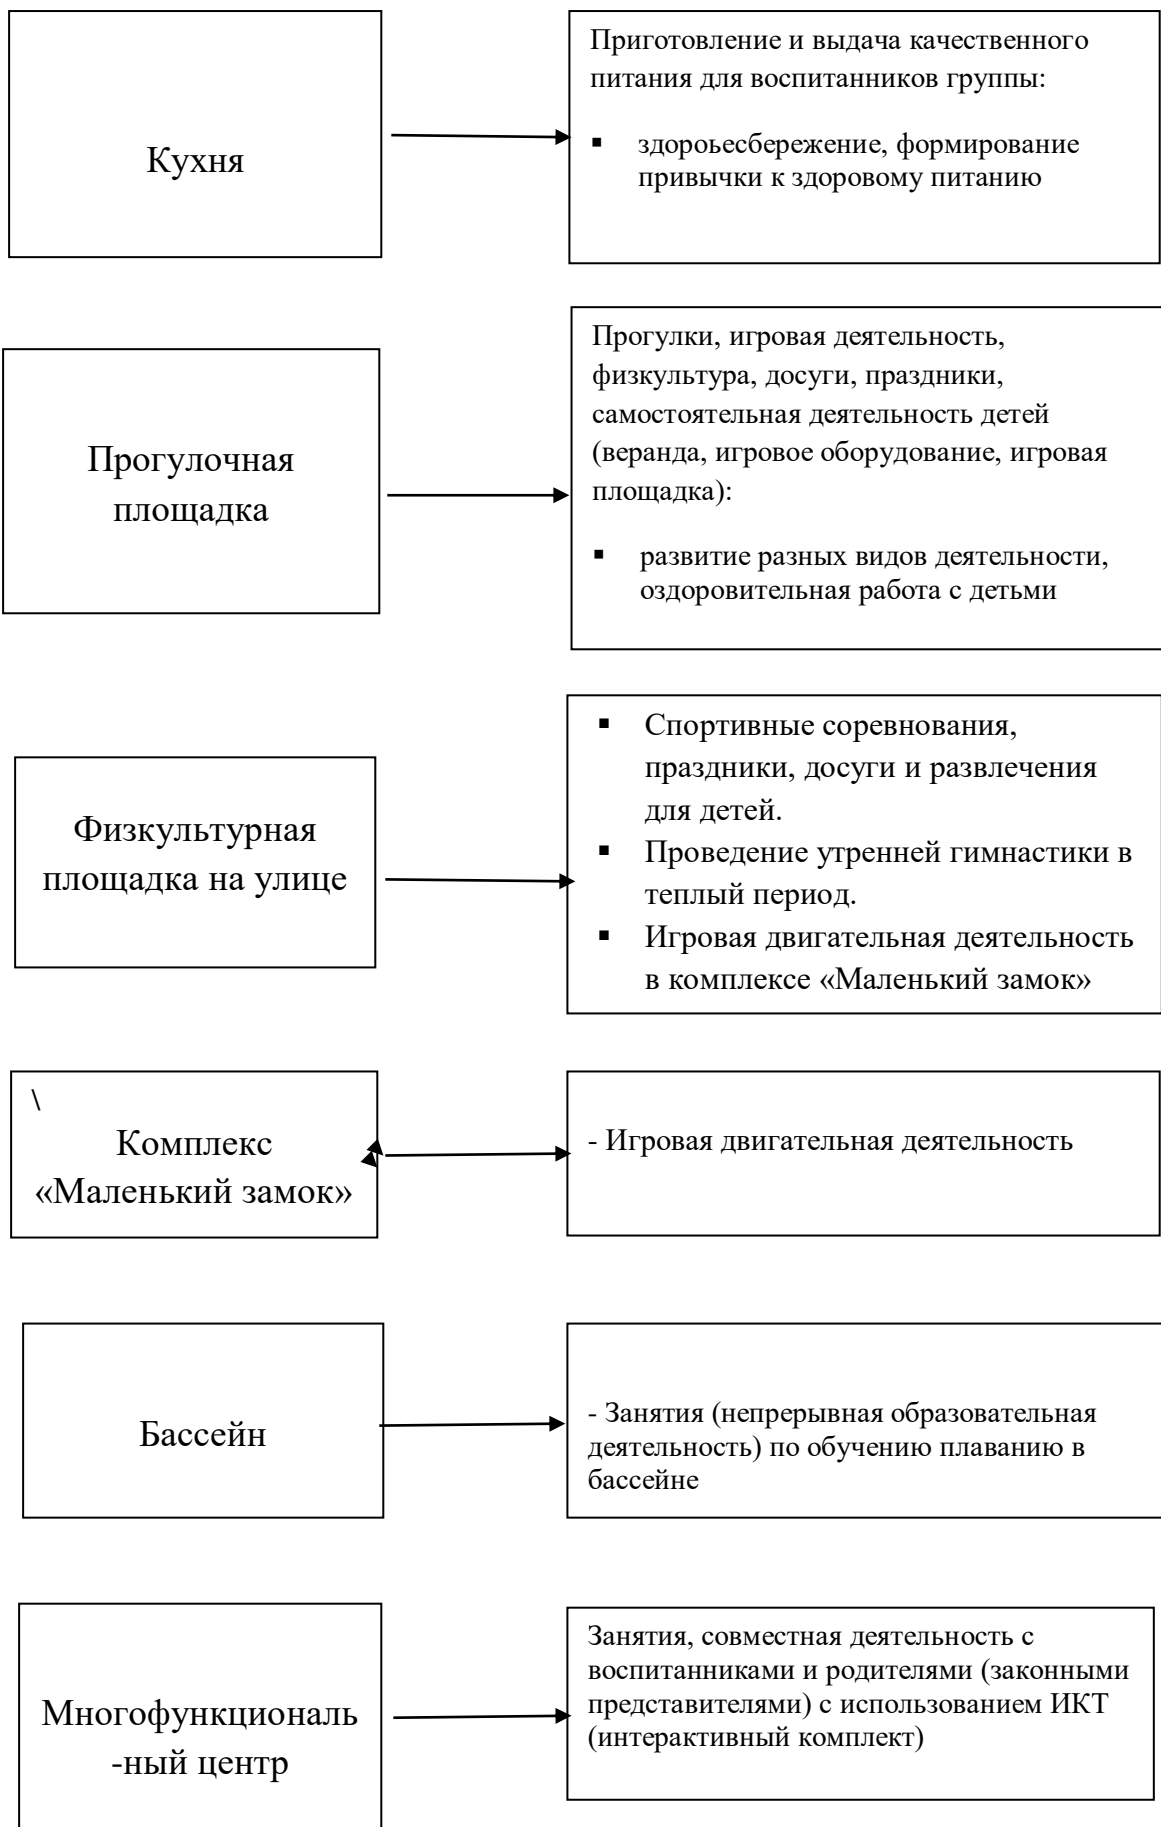 Кухня
Приготовление и выдача качественного
питания для воспитанников группы:
▪ здороьесбережение, формирование
привычки к здоровому питанию
Прогулочная
площадка
Прогулки, игровая деятельность,
физкультура, досуги, праздники,
самостоятельная деятельность детей
(веранда, игровое оборудование, игровая
площадка):
▪ развитие разных видов деятельности,
оздоровительная работа с детьми
Физкультурная
площадка на улице
▪ Спортивные соревнования,
праздники, досуги и развлечения
для детей.
▪ Проведение утренней гимнастики в
теплый период.
▪ Игровая двигательная деятельность
в комплексе «Маленький замок»
\
Комплекс
«Маленький замок»
- Игровая двигательная деятельность
Бассейн
- Занятия (непрерывная образовательная
деятельность) по обучению плаванию в
бассейне
Многофункциональ
-ный центр
Занятия, совместная деятельность с
воспитанниками и родителями (законными
представителями) с использованием ИКТ
(интерактивный комплект)